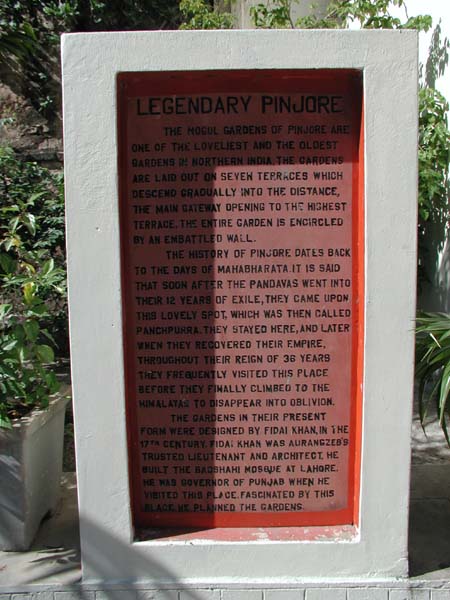 LEGENDARY PINJORE
THE MOGUL GARDENS OF PINJORE ARE
ONE OF THE LOVELIEST AND THE OLDEST
GARDENS IN NORTHERN INDIA. THE GARDENS
ARE LAID OUT ON SEVEN TERRACES WHICH
DESCEND GRADUALLY INTO THE DISTANCE,
THE MAIN GATEWAY OPENING TO THE HIGHEST
TERRACE. THE ENTIRE GARDEN IS ENCIRCLED
BY AN EMBATTLED WALL.
THE HISTORY OF PINJORE DATES BACK
TO THE DAYS OF MAHABHARATA. IT IS SAID
THAT SOON AFTER THE PANDAVAS WENT INTO
THEIR 12 YEARS OF EXILE, THEY CAME UPON
THIS LOVELY SPOT, WHICH WAS THEN CALLED
PANCHPURRA. THEY STAYED HERE, AND LATER
WHEN THEY RECOVERED THEIR EMPIRE,
THROUGHOUT THEIR REIGN OF 36 YEARS
THEY FREQUENTLY VISITED THIS PLACE
BEFORE THEY FINALLY CLIMBED TO THE
HIMALAYAS TO DISAPPEAR INTO OBLIVION.
THE GARDENS IN THEIR PRESENT
FORM WERE DESIGNED BY FIDAI KHAN, IN THE
17TH CENTURY. FIDAI KHAN WAS AURANGZEB'S
TRUSTED LIEUTENANT AND ARCHITECT. HE
BUILT THE BADSHAHI MOSQUE AT LAHORE.
HE WAS GOVERNOR OF PUNJAB WHEN HE
VISITED THIS PLACE. FASCINATED BY THIS
PLACE, HE PLANNED THE GARDENS.